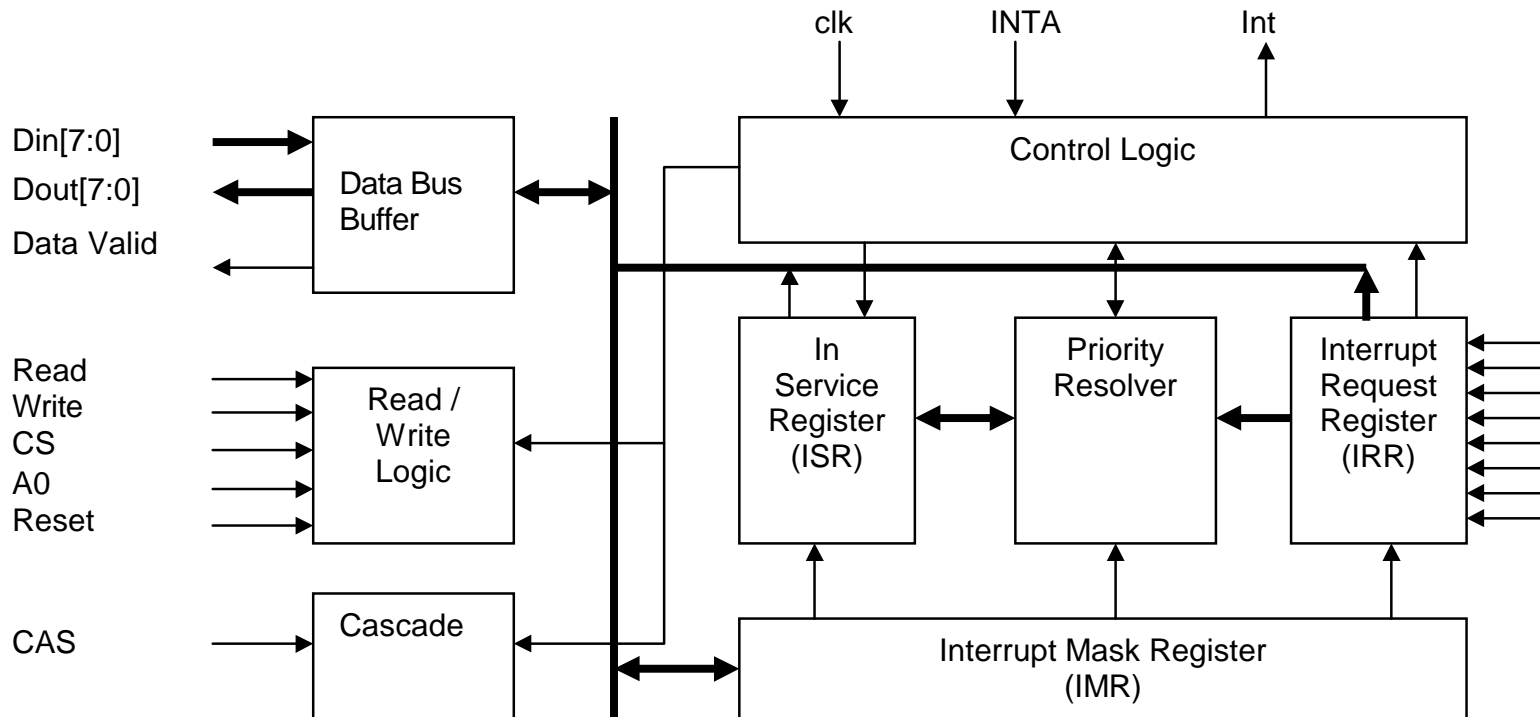 clk
INTA
Int
Din[7:0]
Dout[7:0]
Data Valid
Data Bus
Buffer
Control Logic
Read
Write
CS
A0
Reset
Read /
Write
Logic
In
Service
Register
(ISR)
Priority
Resolver
Interrupt
Request
Register
(IRR)
CAS
Cascade
Interrupt Mask Register
(IMR)